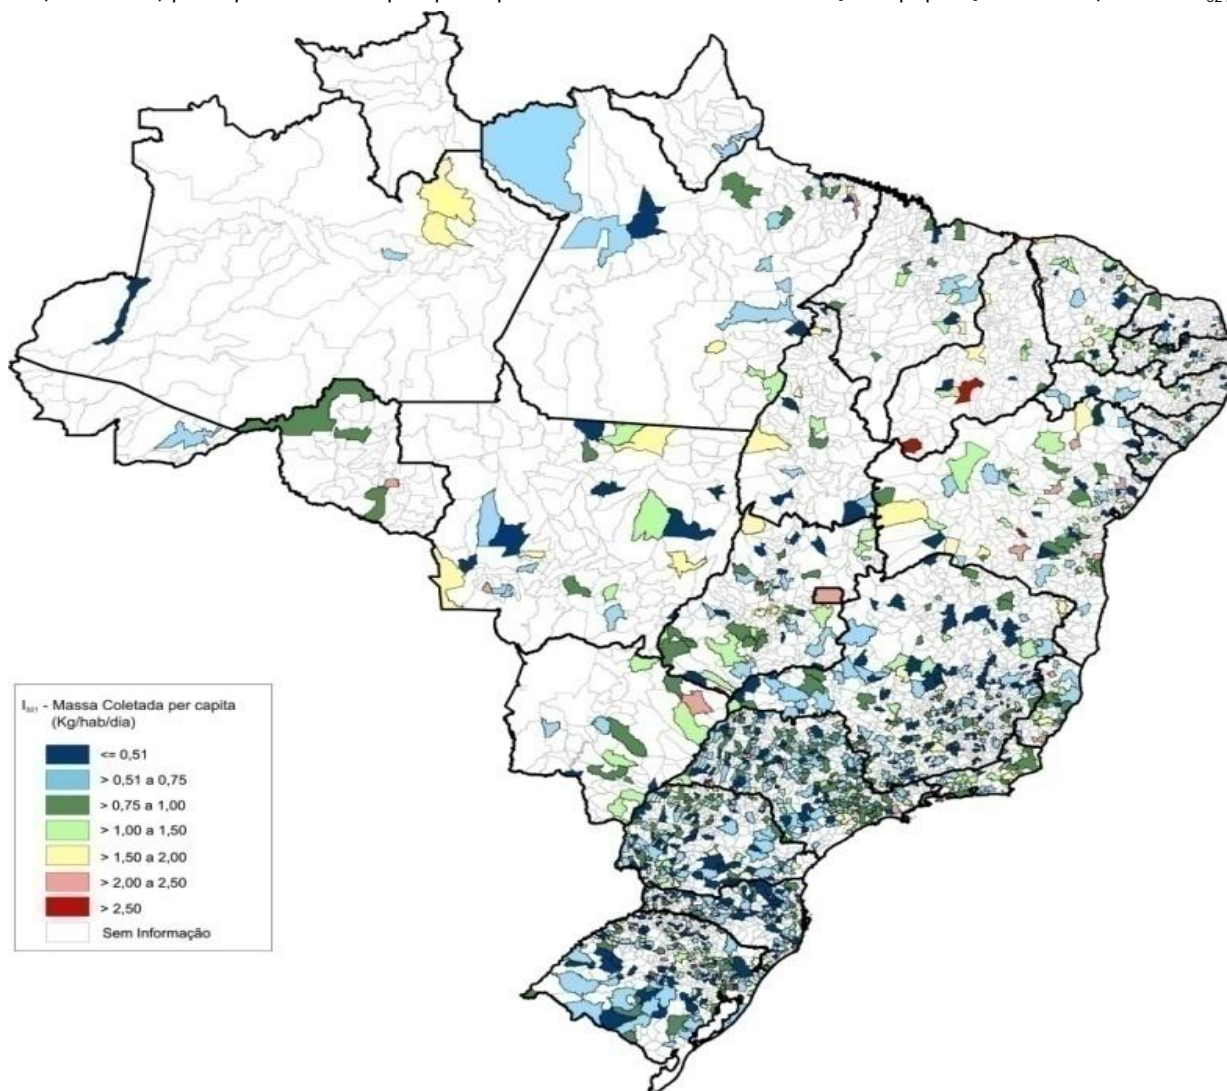 I₀₂₁ - Massa Coletada per capita
(Kg/hab/dia)
<= 0,51
> 0,51 a 0,75
> 0,75 a 1,00
> 1,00 a 1,50
> 1,50 a 2,00
> 2,00 a 2,50
> 2,50
Sem Informação